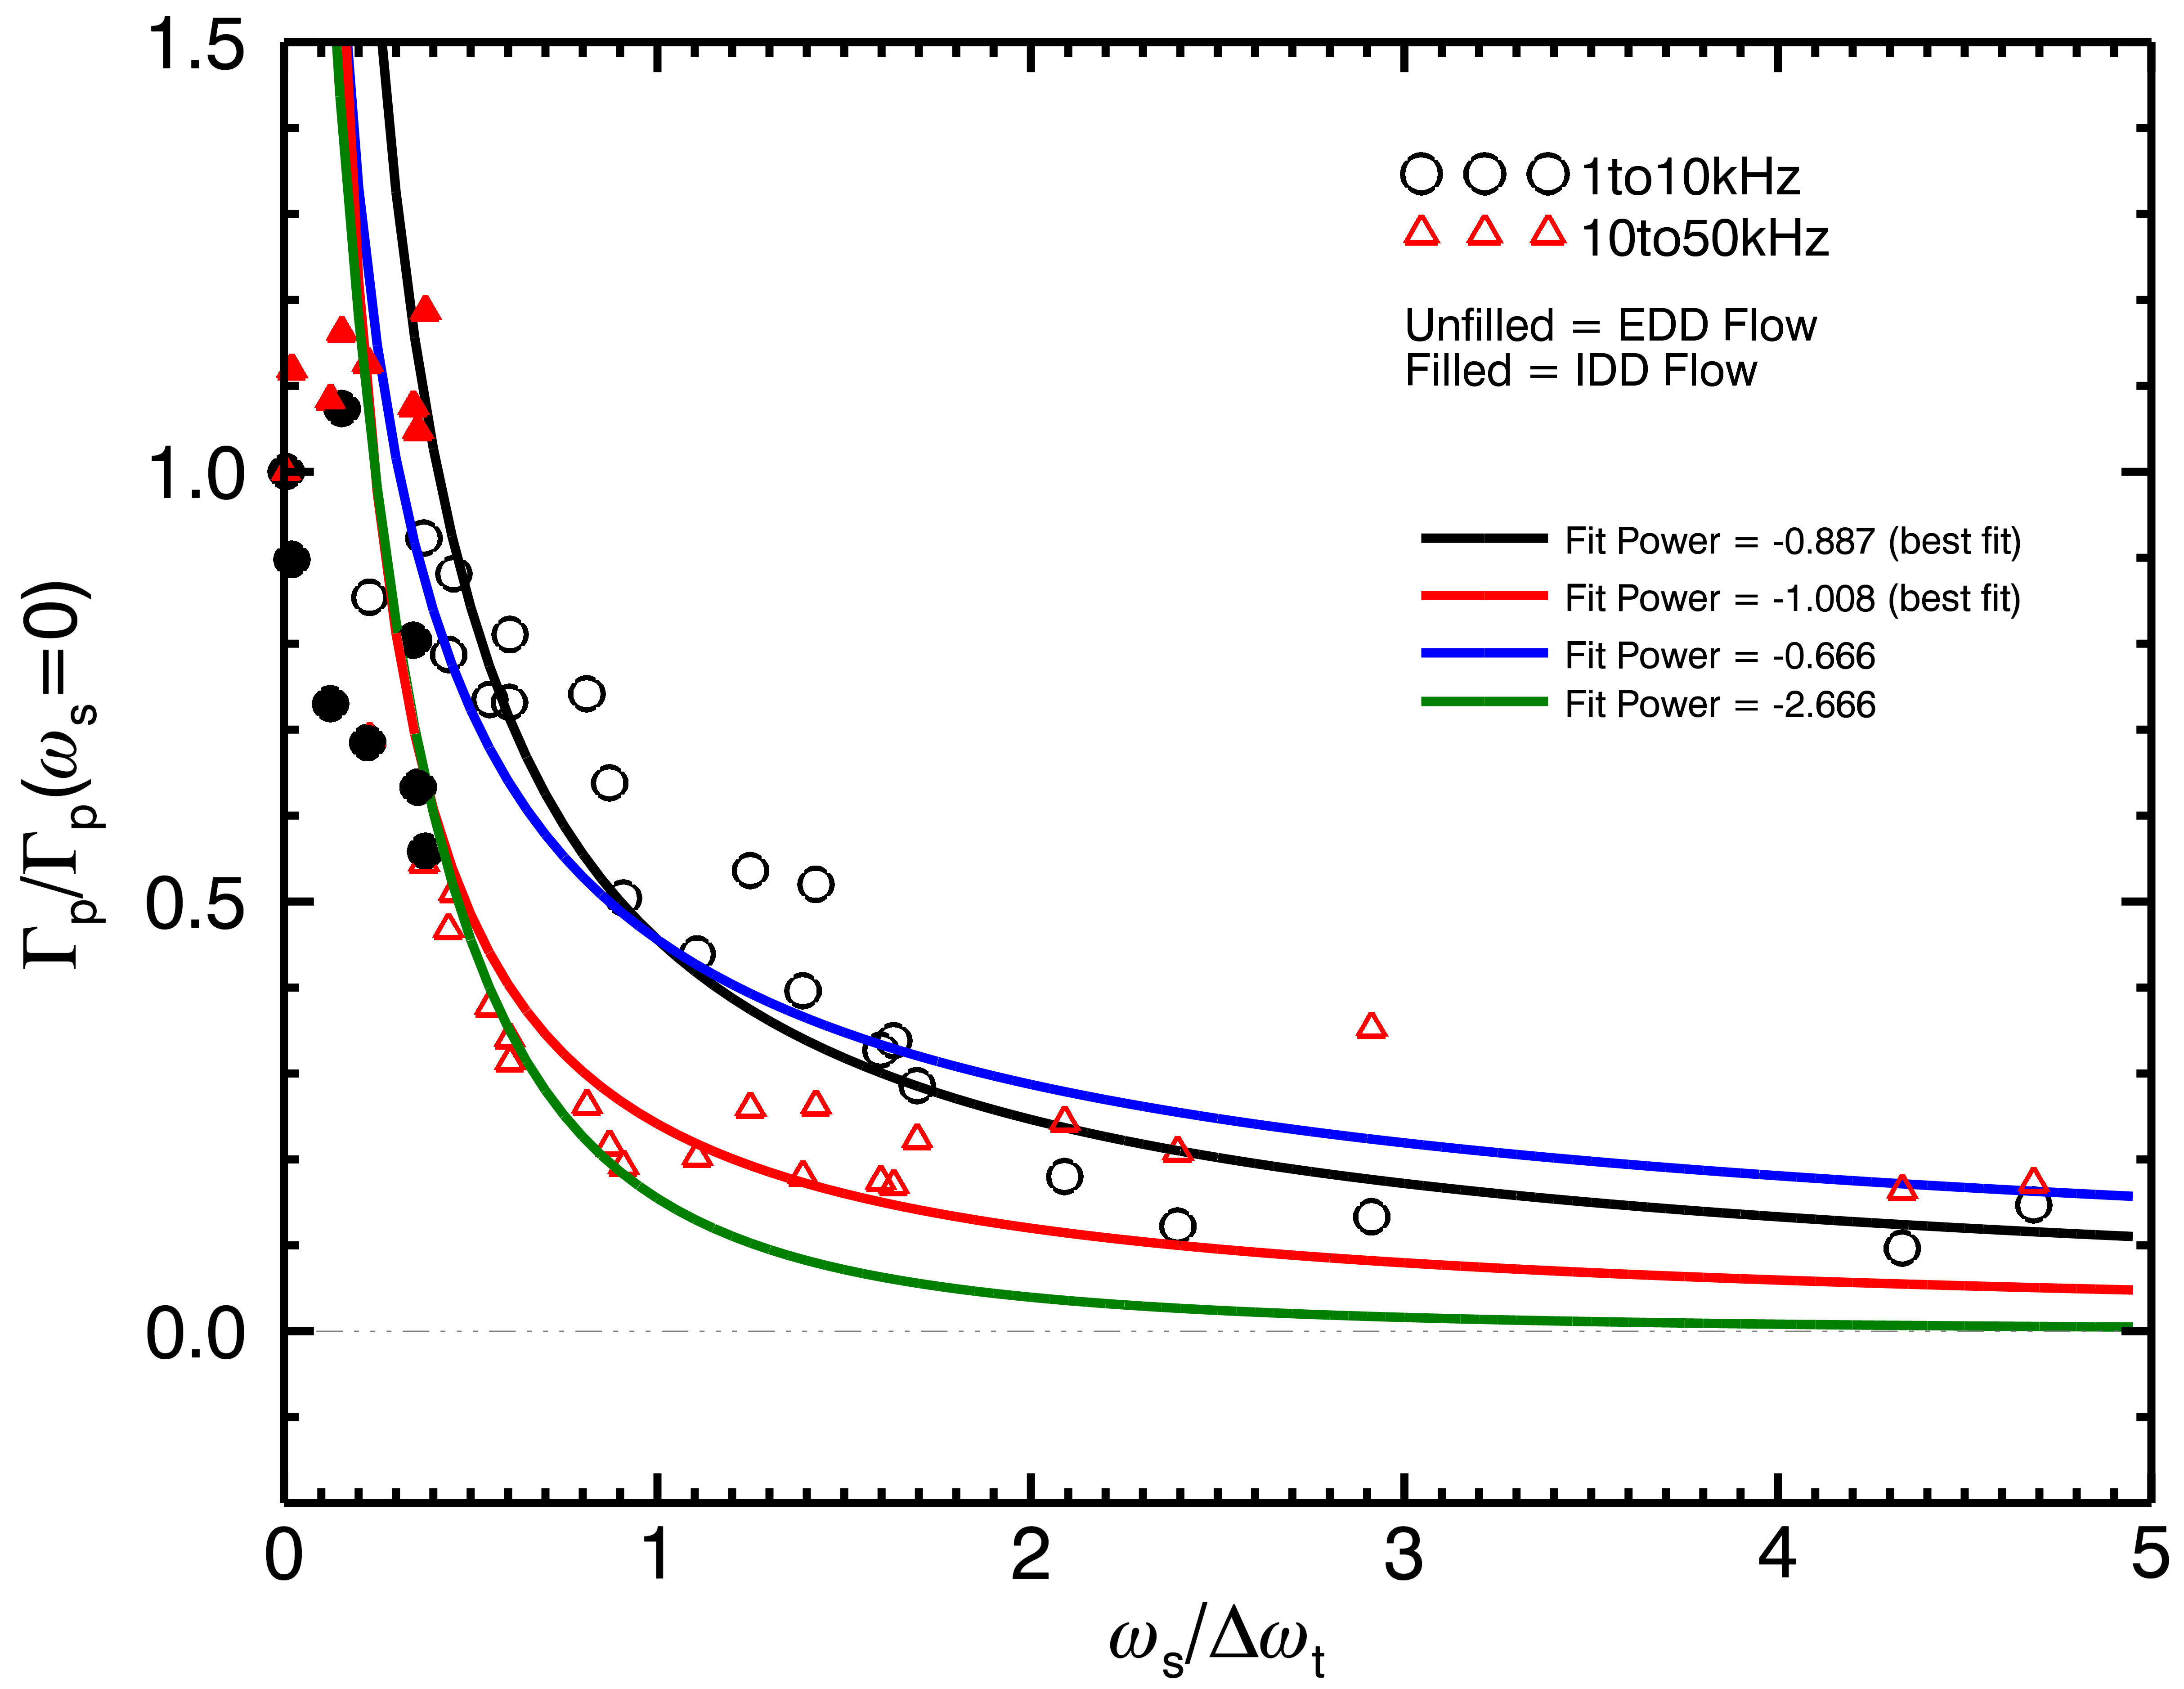 1.5
1.0
0.5
0.0
Γp/Γp(ωs=0)
1to10kHz
10to50kHz
Unfilled = EDD Flow
Filled = IDD Flow
Fit Power = -0.887 (best fit)
Fit Power = -1.008 (best fit)
Fit Power = -0.666
Fit Power = -2.666
0 1 2 3 4 5
ωs/Δωt